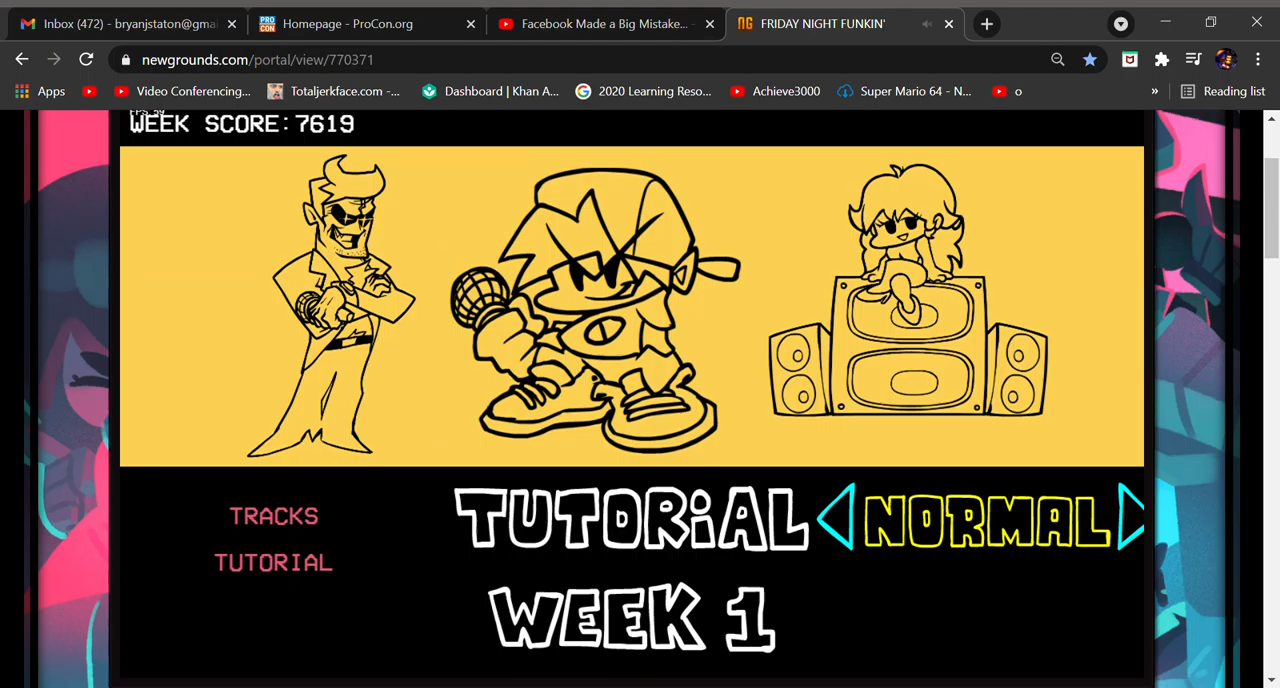 Inbox (472) - bryanjstaton@gmai
Homepage - ProCon.org
Facebook Made a Big Mistake...
FRIDAY NIGHT FUNKIN'
newgrounds.com/portal/view/770371
Apps
Video Conferencing...
Totaljerkface.com -...
Dashboard | Khan A...
2020 Learning Reso...
Achieve3000
Super Mario 64 - N...
o
»
Reading list
WEEK SCORE:7619
TUTORIAL
NORMAL
TRACKS
TUTORIAL
WEEK 1